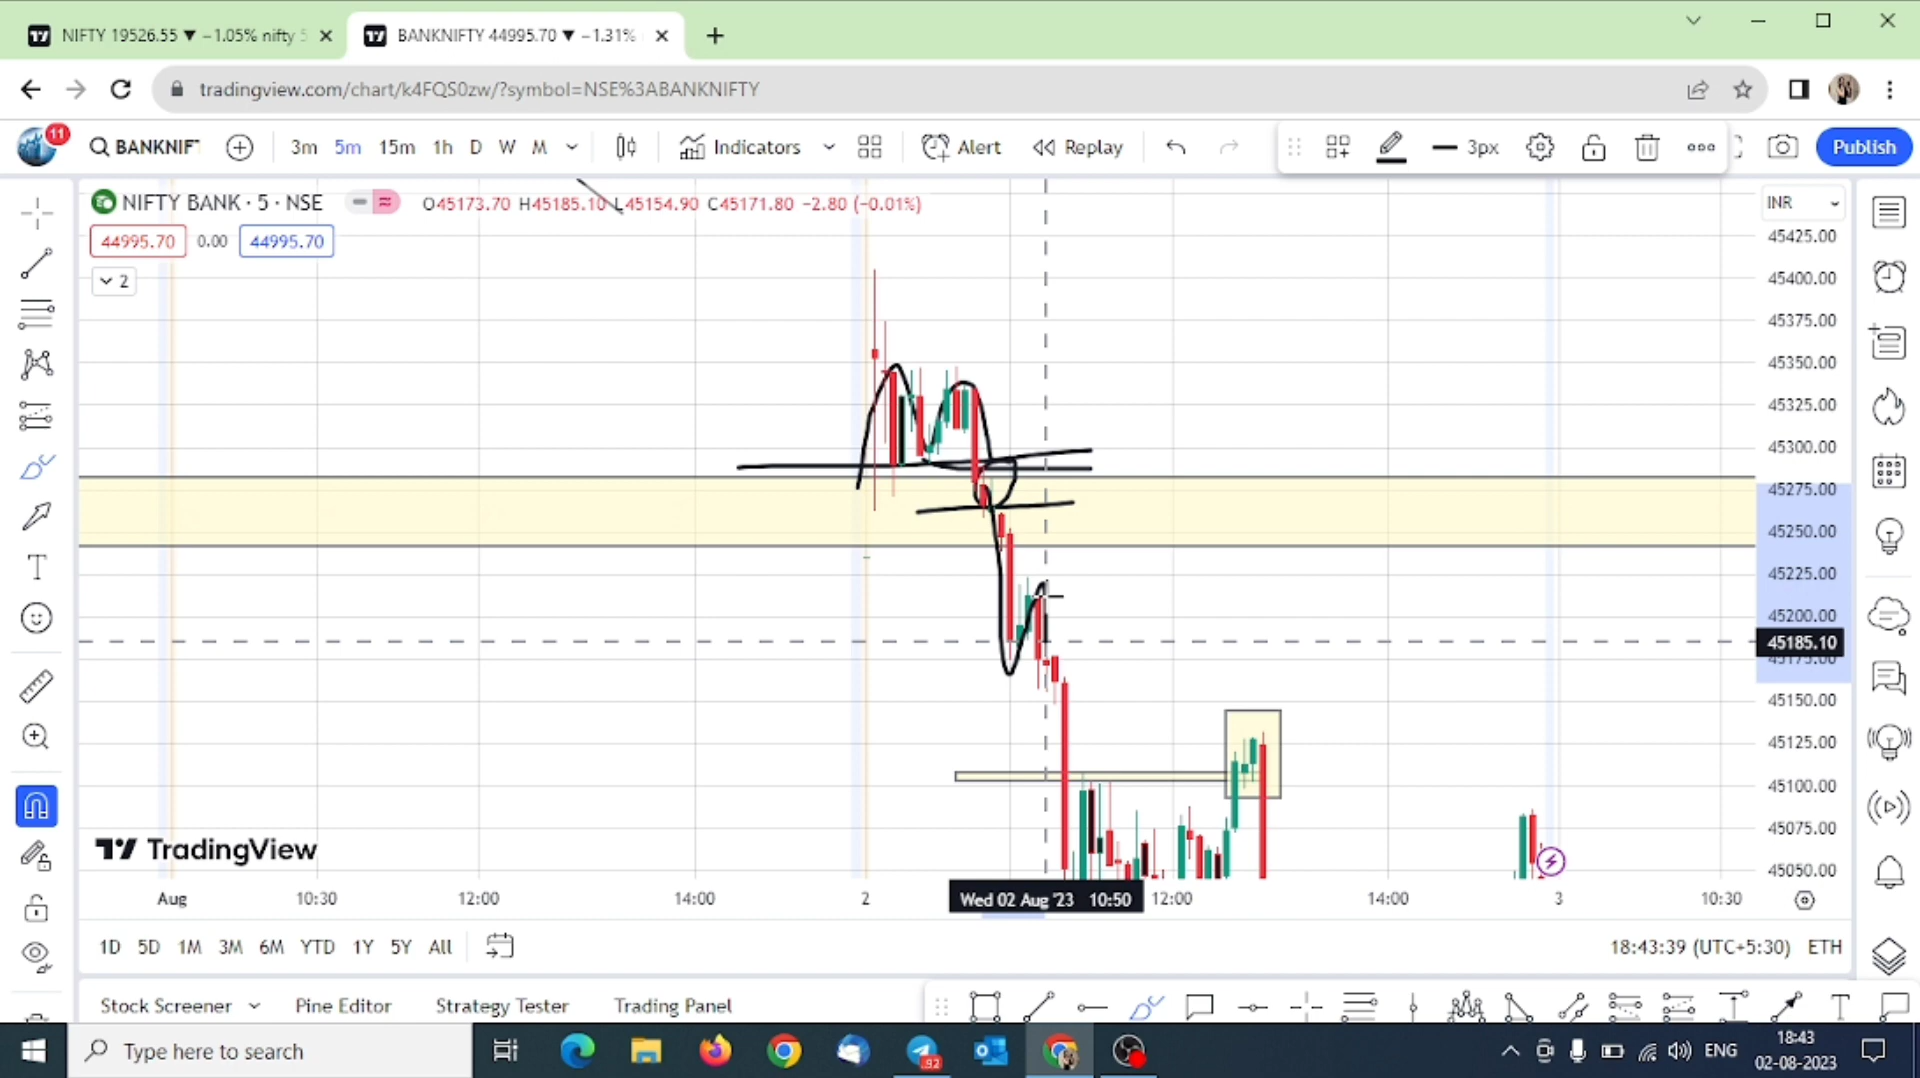 NIFTY 19526.55 ▼ −1.05% nifty 5
BANKNIFTY 44995.70 ▼ −1.31%
tradingview.com/chart/k4FQS0zw/?symbol=NSE%3ABANKNIFTY
11
BANKNIF
3m 5m 15m 1h D W M
Indicators
Alert
Replay
3px
Publish
NIFTY BANK · 5 · NSE
O45173.70 H45185.10 L45154.90 C45171.80 −2.80 (−0.01%)
INR
44995.70 0.00 44995.70
2
45425.00
45400.00
45375.00
45350.00
45325.00
45300.00
45275.00
45250.00
45225.00
45200.00
45185.10
45175.00
45150.00
45125.00
45100.00
45075.00
45050.00
TradingView
Aug 10:30 12:00 14:00 2 Wed 02 Aug '23 10:50 12:00 14:00 3 10:30
1D 5D 1M 3M 6M YTD 1Y 5Y All
18:43:39 (UTC+5:30) ETH
Stock Screener Pine Editor Strategy Tester Trading Panel
Type here to search
ENG
18:43
02-08-2023